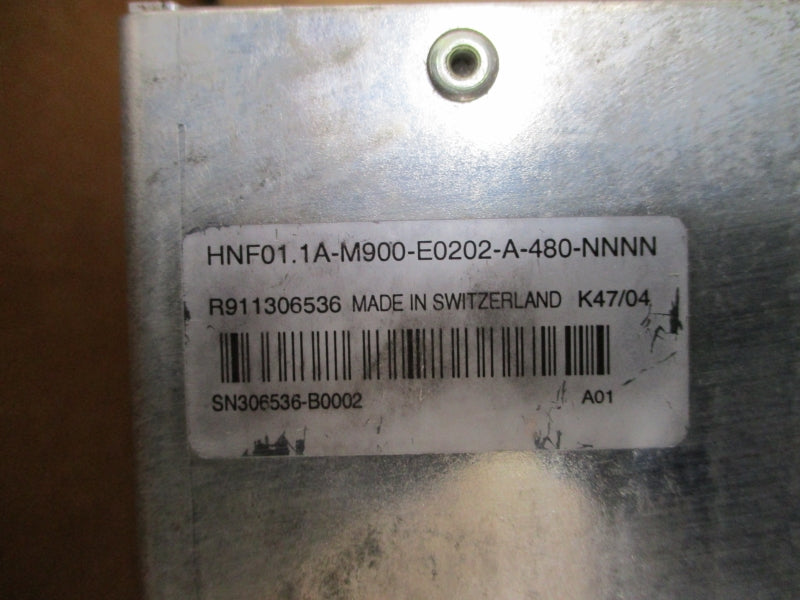 HNF01.1A-M900-E0202-A-480-NNNN
R911306536 MADE IN SWITZERLAND K47/04
SN306536-B0002 A01